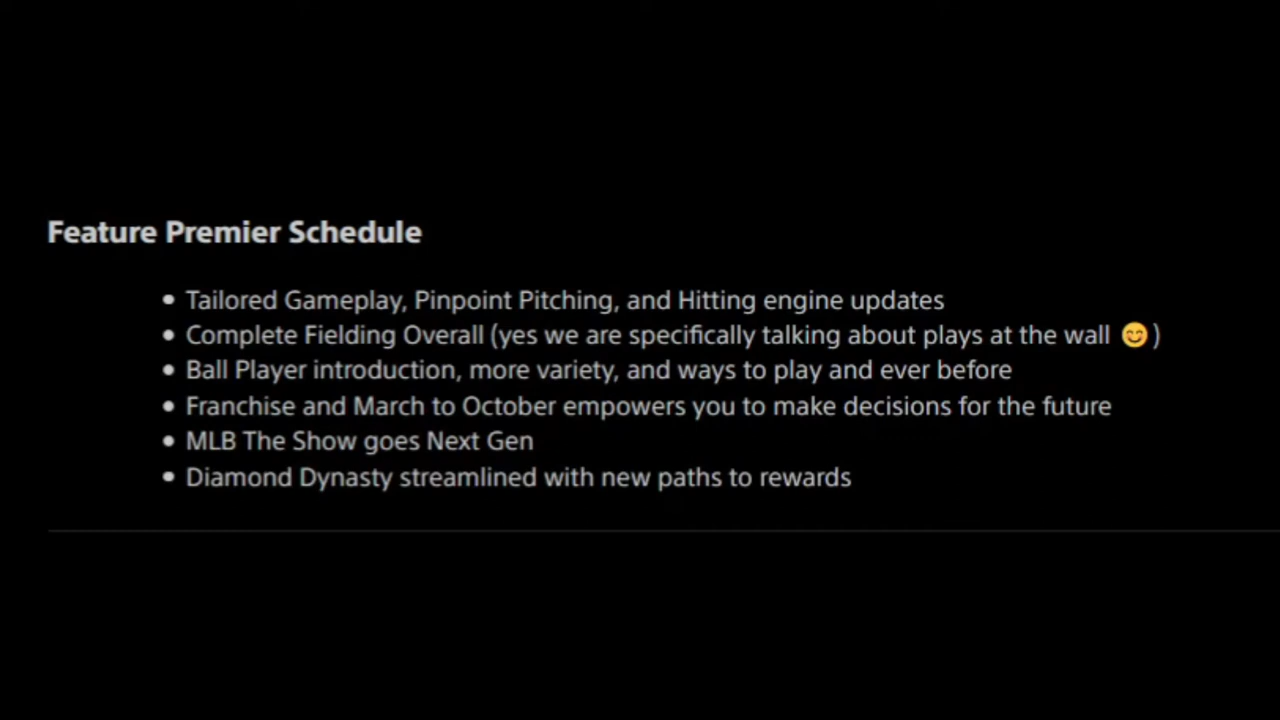 Feature Premier Schedule
• Tailored Gameplay, Pinpoint Pitching, and Hitting engine updates
• Complete Fielding Overall (yes we are specifically talking about plays at the wall 😊)
• Ball Player introduction, more variety, and ways to play and ever before
• Franchise and March to October empowers you to make decisions for the future
• MLB The Show goes Next Gen
• Diamond Dynasty streamlined with new paths to rewards